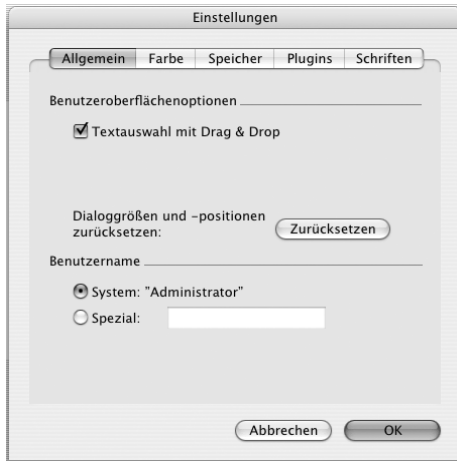 Einstellungen
Allgemein Farbe Speicher Plugins Schriften
Benutzeroberflächenoptionen
Textauswahl mit Drag & Drop
Dialoggrößen und -positionen
zurücksetzen:
Zurücksetzen
Benutzername
System: "Administrator"
Spezial:
Abbrechen OK